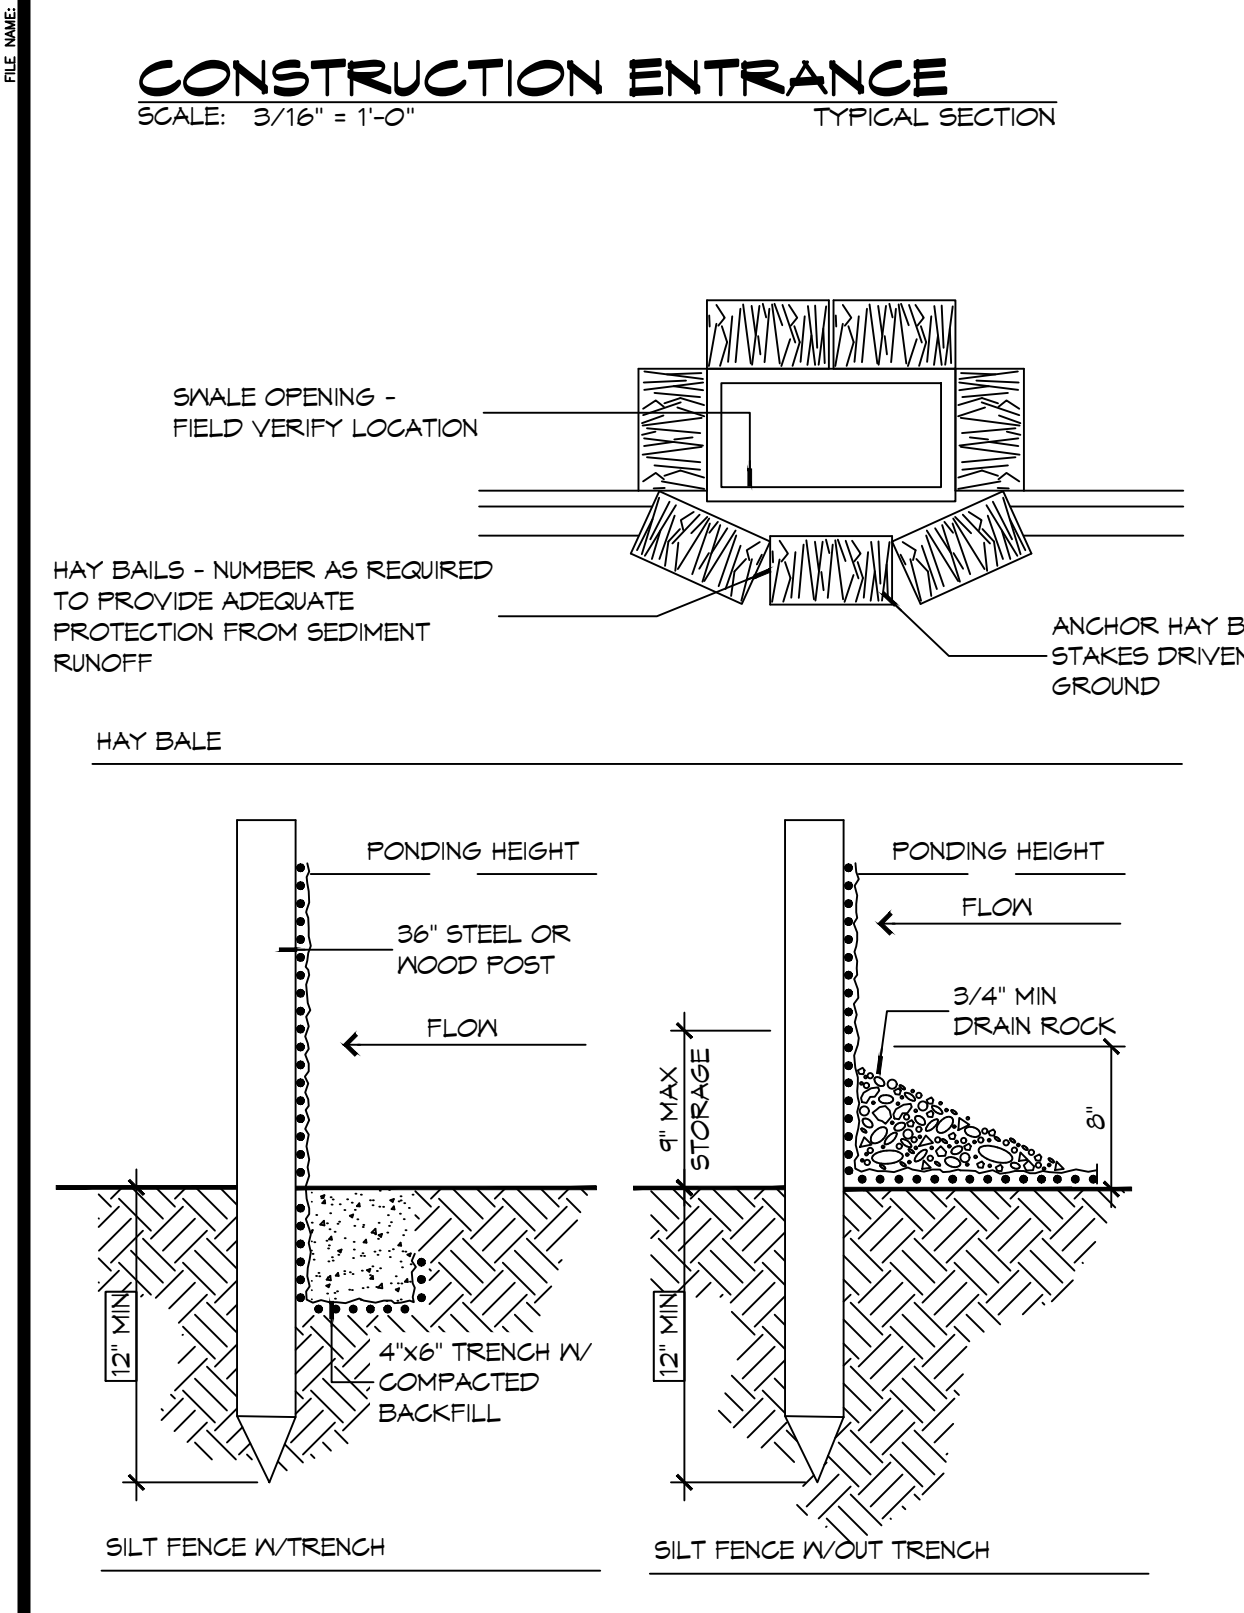 FILE NAME:
CONSTRUCTION ENTRANCE
SCALE: 3/16" = 1'-0" TYPICAL SECTION
SWALE OPENING -
FIELD VERIFY LOCATION
HAY BAILS - NUMBER AS REQUIRED
TO PROVIDE ADEQUATE
PROTECTION FROM SEDIMENT
RUNOFF
ANCHOR HAY B
STAKES DRIVEN
GROUND
HAY BALE
PONDING HEIGHT
36" STEEL OR
WOOD POST
FLOW
12" MIN
4"x6" TRENCH W/
COMPACTED
BACKFILL
SILT FENCE W/TRENCH
PONDING HEIGHT
FLOW
3/4" MIN
DRAIN ROCK
9" MAX
STORAGE
8"
12" MIN
SILT FENCE W/OUT TRENCH